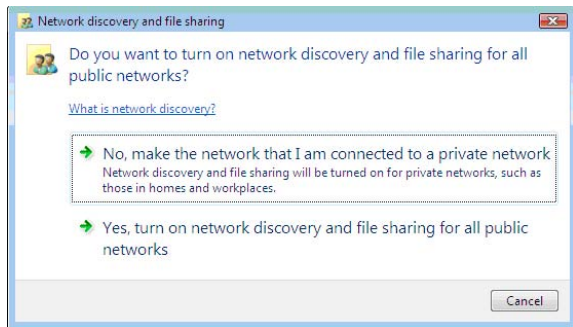 Network discovery and file sharing
Do you want to turn on network discovery and file sharing for all
public networks?
What is network discovery?
No, make the network that I am connected to a private network
Network discovery and file sharing will be turned on for private networks, such as
those in homes and workplaces.
Yes, turn on network discovery and file sharing for all public
networks
Cancel